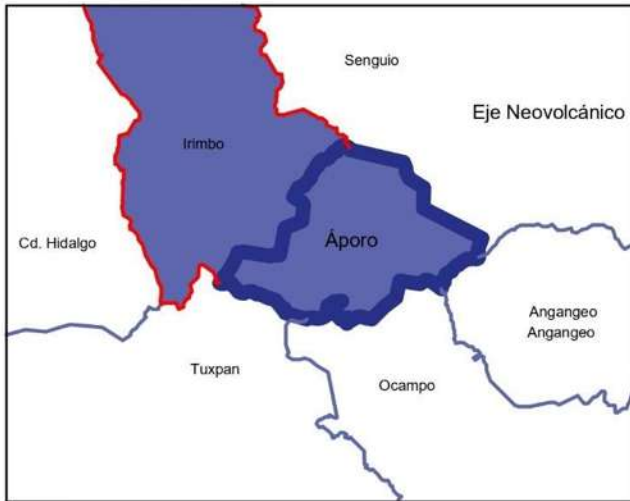 Senguio
Eje Neovolcánico
Irimbo
Cd. Hidalgo
Áporo
Angangeo
Angangeo
Tuxpan
Ocampo